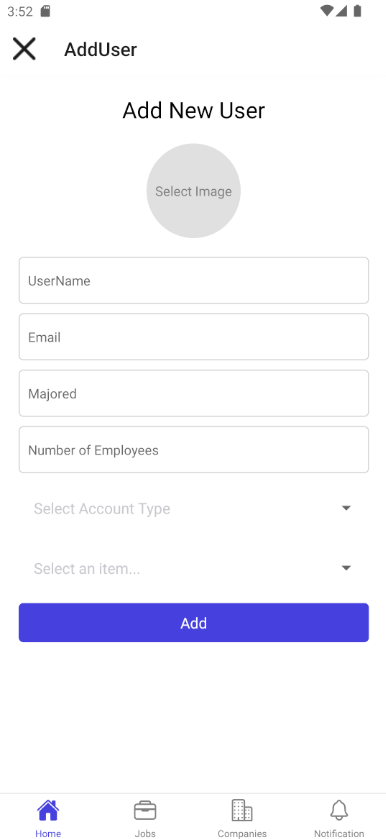 3:52
AddUser
Add New User
Select Image
UserName
Email
Majored
Number of Employees
Select Account Type
Select an item...
Add
Home
Jobs
Companies
Notification